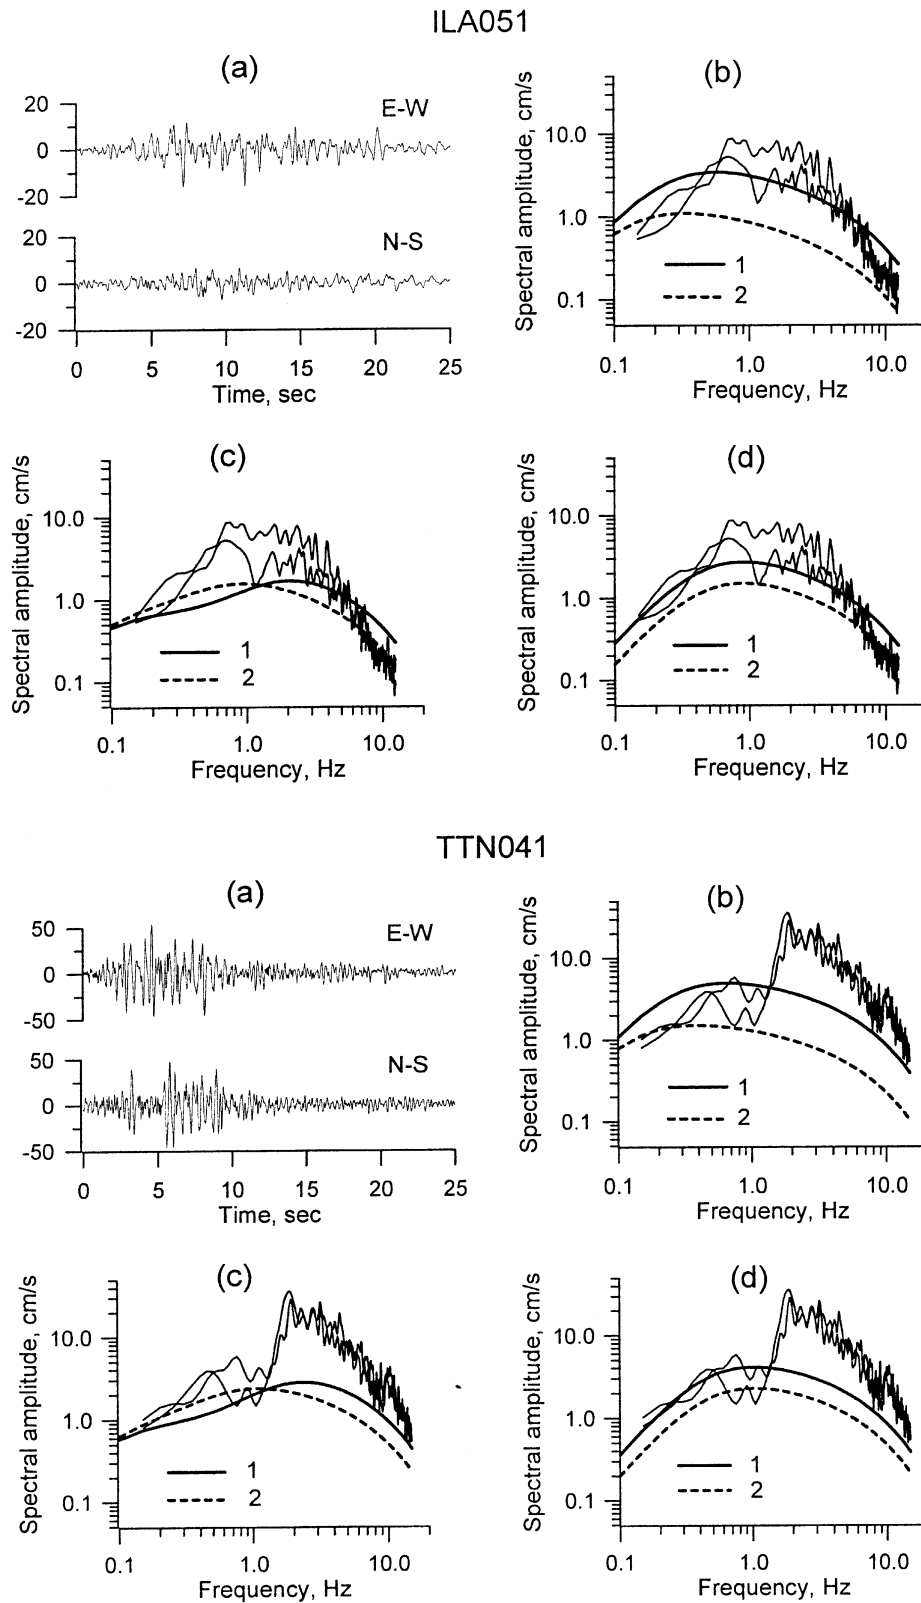 ILA051
(a)
E-W
20
0
-20
N-S
20
0
-20
0 5 10 15 20 25
Time, sec
(b)
Spectral amplitude, cm/s
10.0
1.0
0.1
1
2
0.1 1.0 10.0
Frequency, Hz
(c)
Spectral amplitude, cm/s
10.0
1.0
0.1
1
2
0.1 1.0 10.0
Frequency, Hz
(d)
Spectral amplitude, cm/s
10.0
1.0
0.1
1
2
0.1 1.0 10.0
Frequency, Hz
TTN041
(a)
E-W
50
0
-50
N-S
50
0
-50
0 5 10 15 20 25
Time, sec
(b)
Spectral amplitude, cm/s
10.0
1.0
0.1
1
2
0.1 1.0 10.0
Frequency, Hz
(c)
Spectral amplitude, cm/s
10.0
1.0
0.1
1
2
0.1 1.0 10.0
Frequency, Hz
(d)
Spectral amplitude, cm/s
10.0
1.0
0.1
1
2
0.1 1.0 10.0
Frequency, Hz